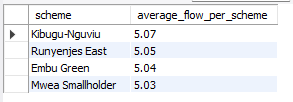 scheme average_flow_per_scheme
Kibugu-Nguviu 5.07
Runyenjes East 5.05
Embu Green 5.04
Mwea Smallholder 5.03